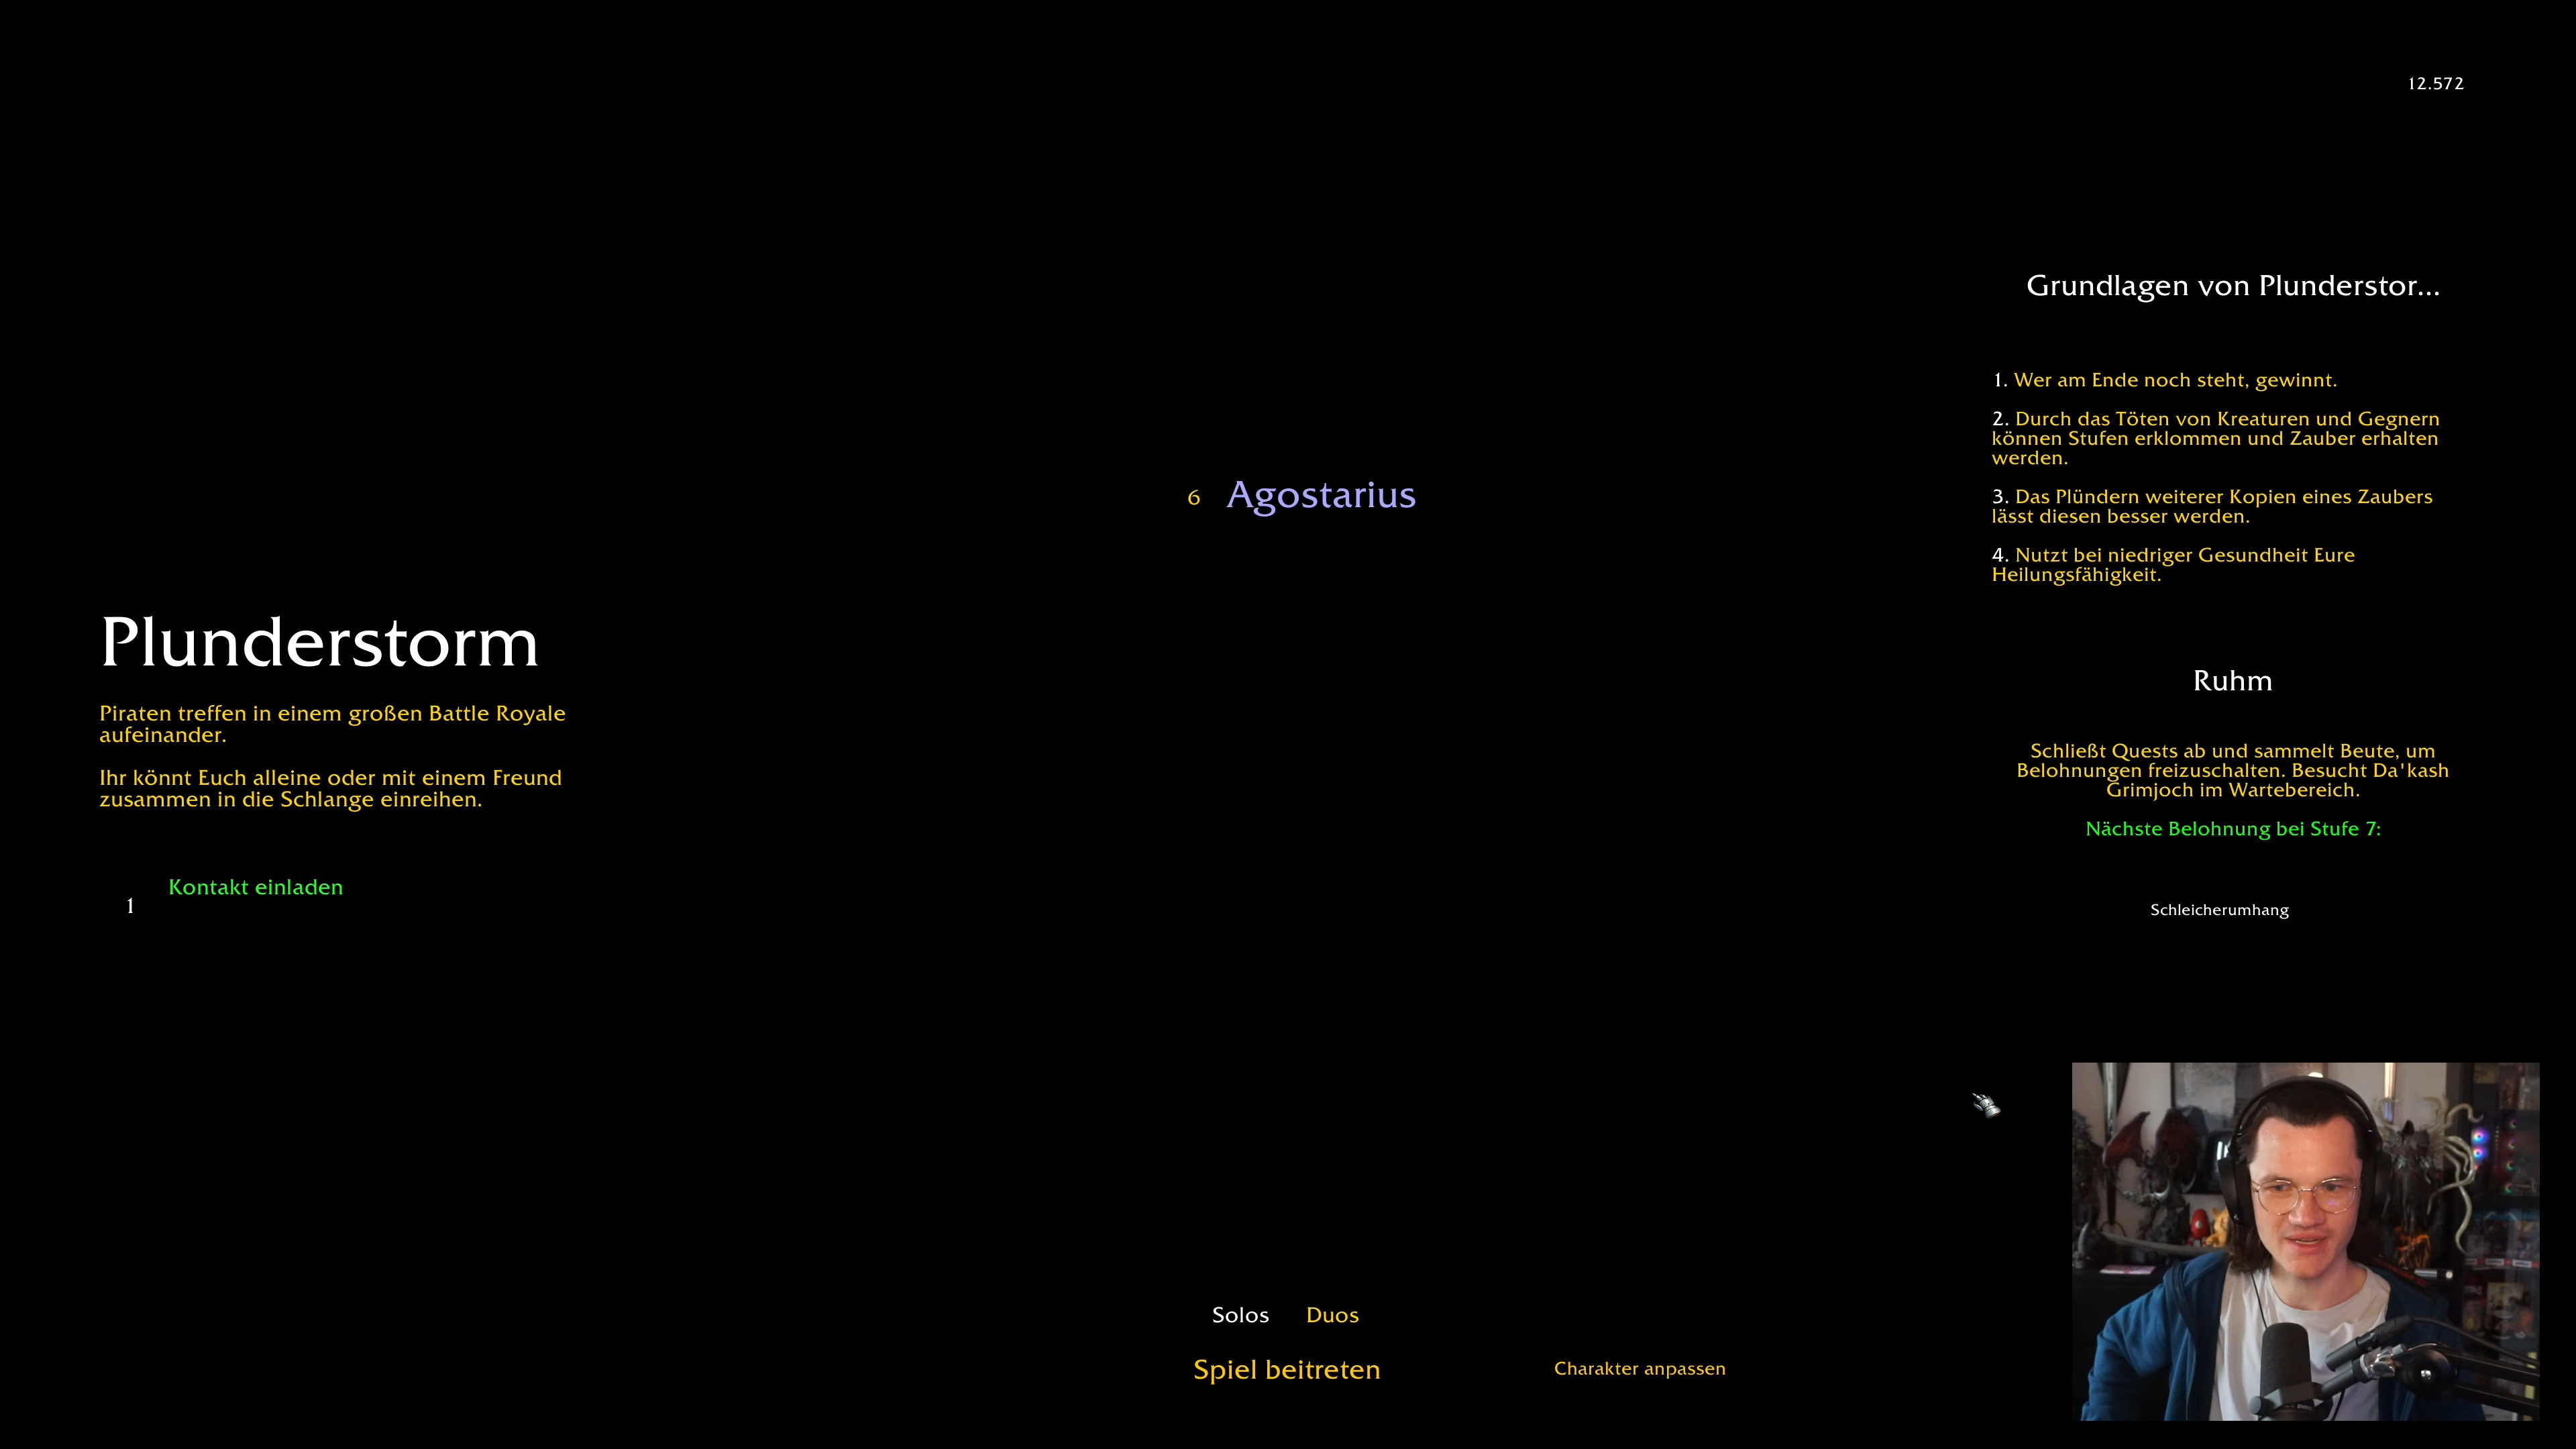 12.572
Plunderstorm
Piraten treffen in einem großen Battle Royale
aufeinander.
Ihr könnt Euch alleine oder mit einem Freund
zusammen in die Schlange einreihen.
Kontakt einladen
1
6 Agostarius
Solos Duos
Spiel beitreten
Charakter anpassen
Grundlagen von Plunderstor...
1. Wer am Ende noch steht, gewinnt.
2. Durch das Töten von Kreaturen und Gegnern
können Stufen erklommen und Zauber erhalten
werden.
3. Das Plündern weiterer Kopien eines Zaubers
lässt diesen besser werden.
4. Nutzt bei niedriger Gesundheit Eure
Heilungsfähigkeit.
Ruhm
Schließt Quests ab und sammelt Beute, um
Belohnungen freizuschalten. Besucht Da'kash
Grimjoch im Wartebereich.
Nächste Belohnung bei Stufe 7:
Schleicherumhang